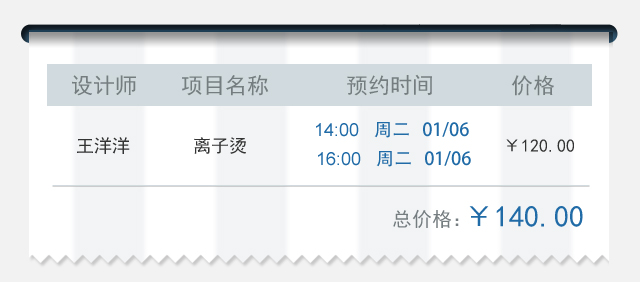 设计师 项目名称 预约时间 价格
14:00 周二 01/06
王洋洋 离子烫 ￥120.00
16:00 周二 01/06
总价格：￥140.00